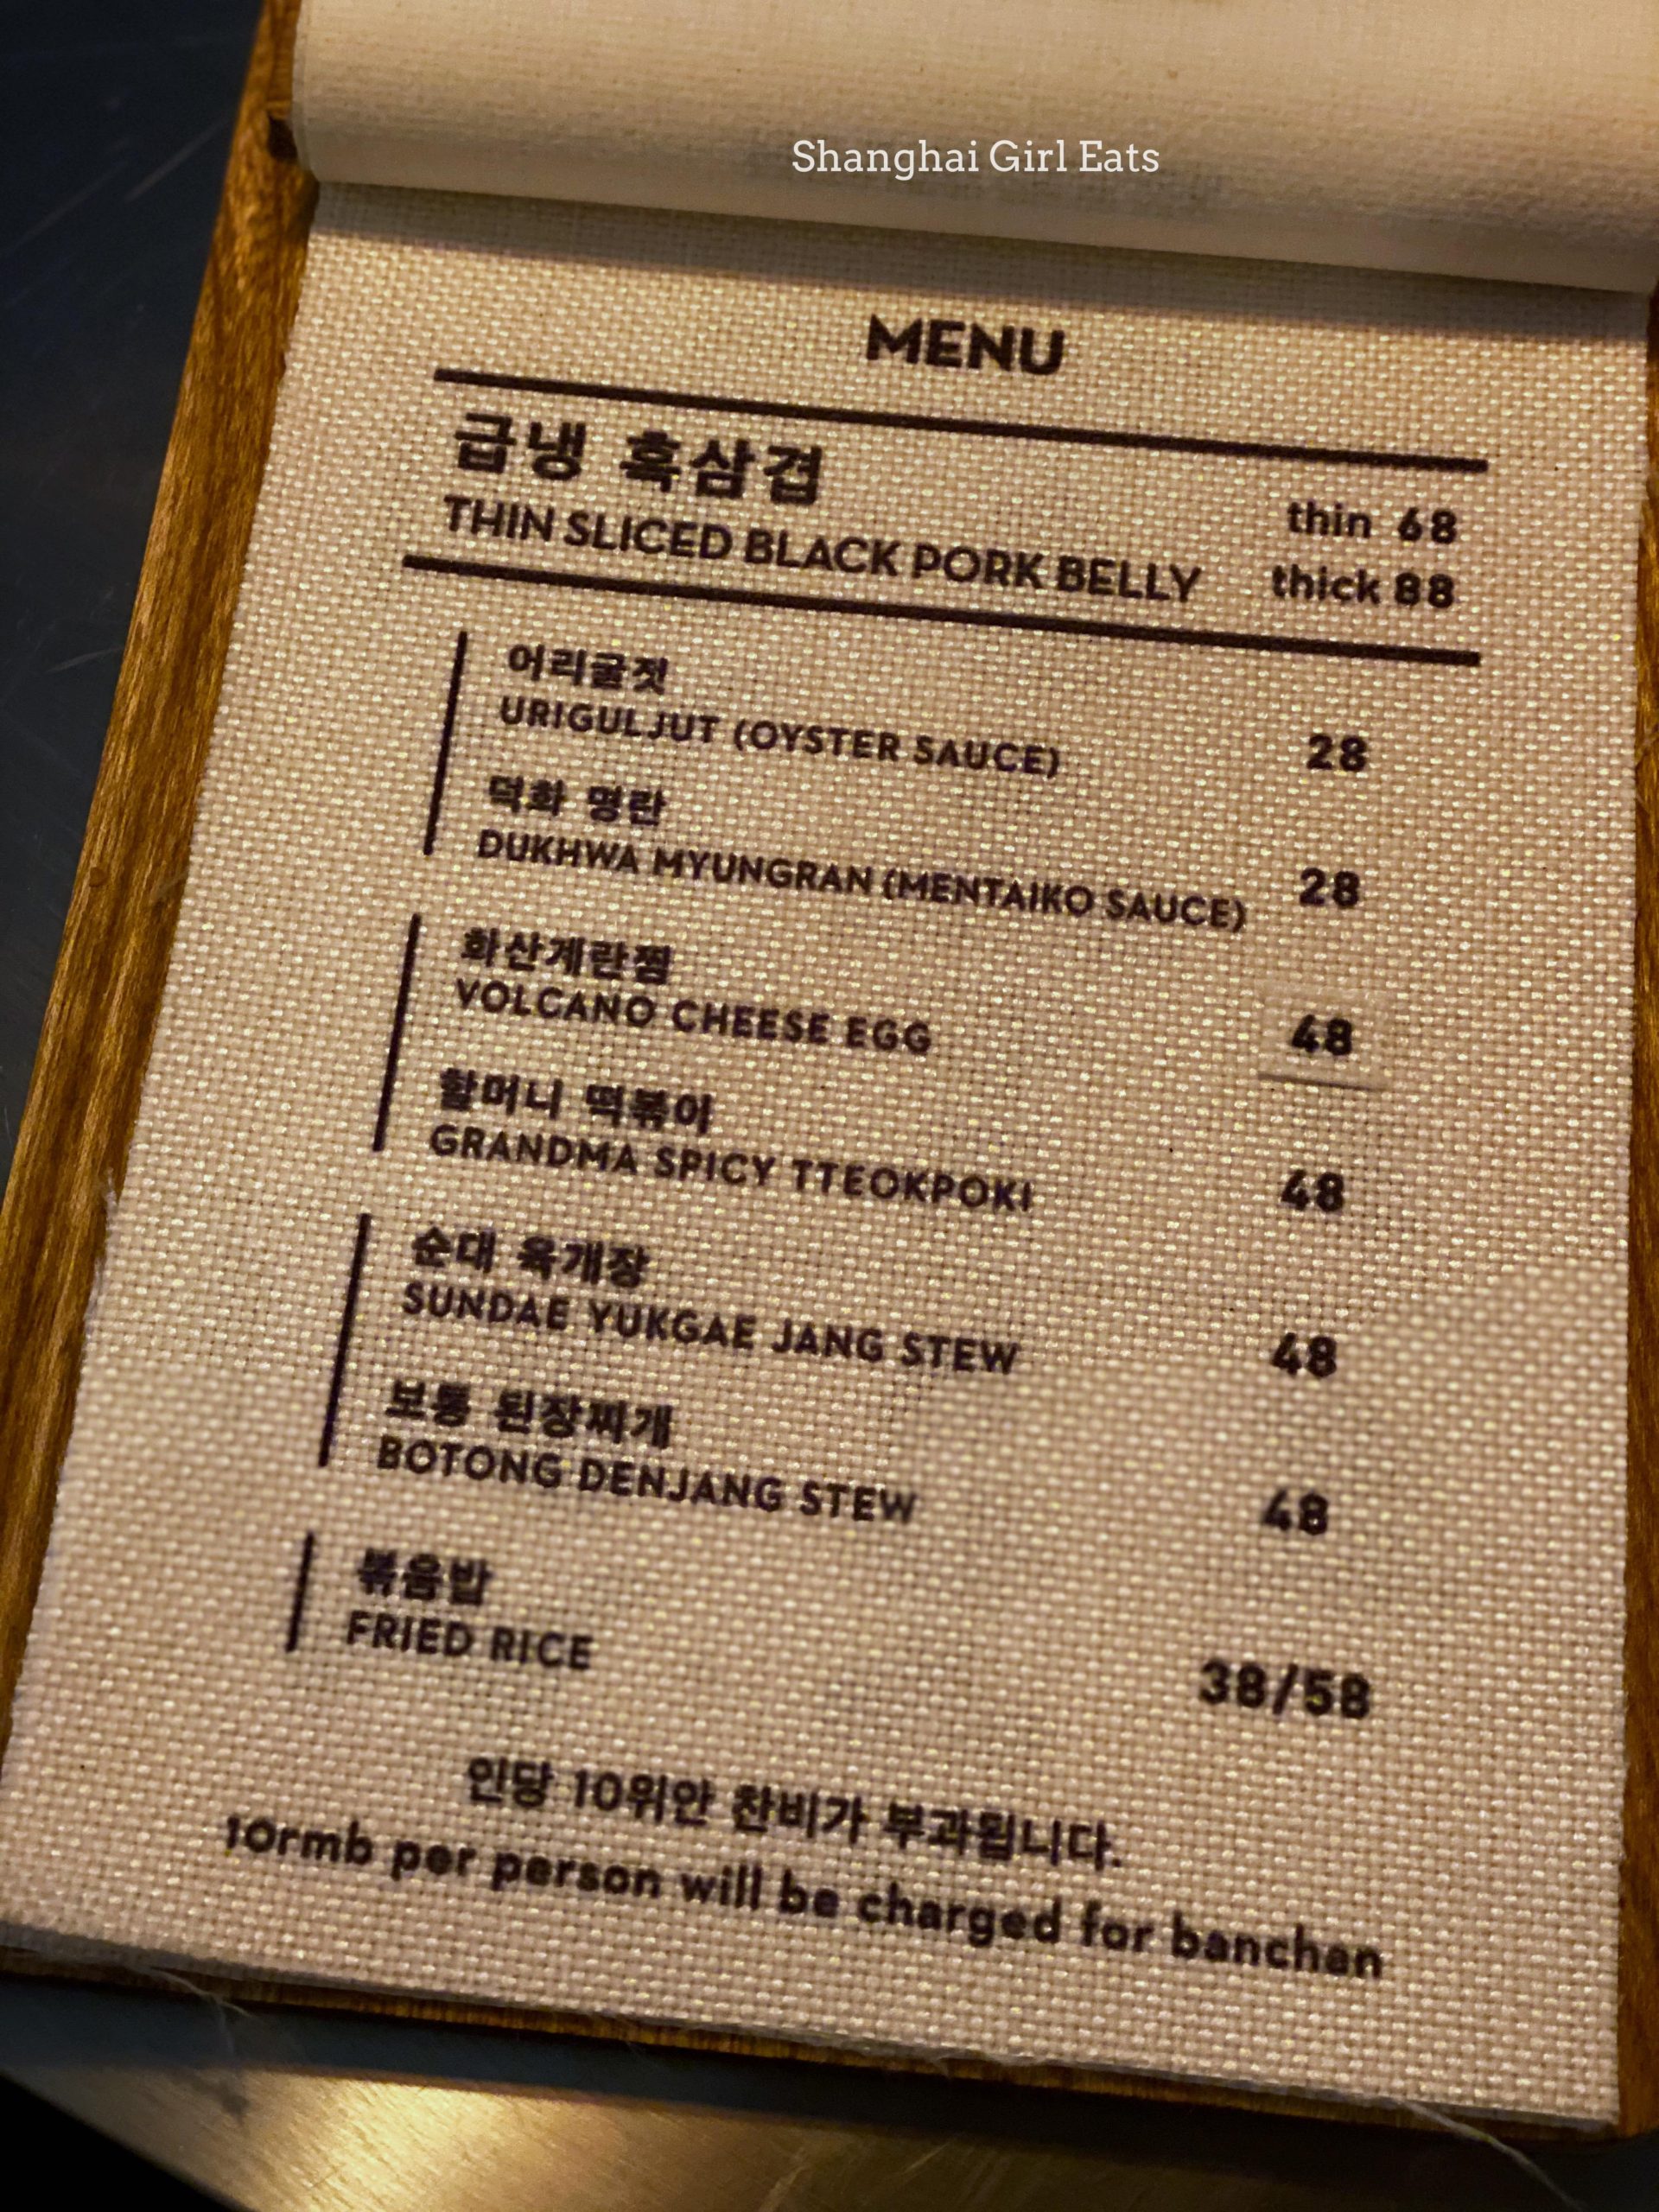 Shanghai Girl Eats
MENU
급냉 흑삼겹
THIN SLICED BLACK PORK BELLY
thin 68
thick 88
어리굴젓
URIGULJUT (OYSTER SAUCE) 28
덕화 명란
DUKHWA MYUNGRAN (MENTAIKO SAUCE) 28
화산계란찜
VOLCANO CHEESE EGG 48
할머니 떡볶이
GRANDMA SPICY TTEOKPOKI 48
순대 육개장
SUNDAE YUKGAE JANG STEW 48
보통 된장찌개
BOTONG DENJANG STEW 48
볶음밥
FRIED RICE 38/58
인당 10위안 찬비가 부과됩니다.
10rmb per person will be charged for banchan